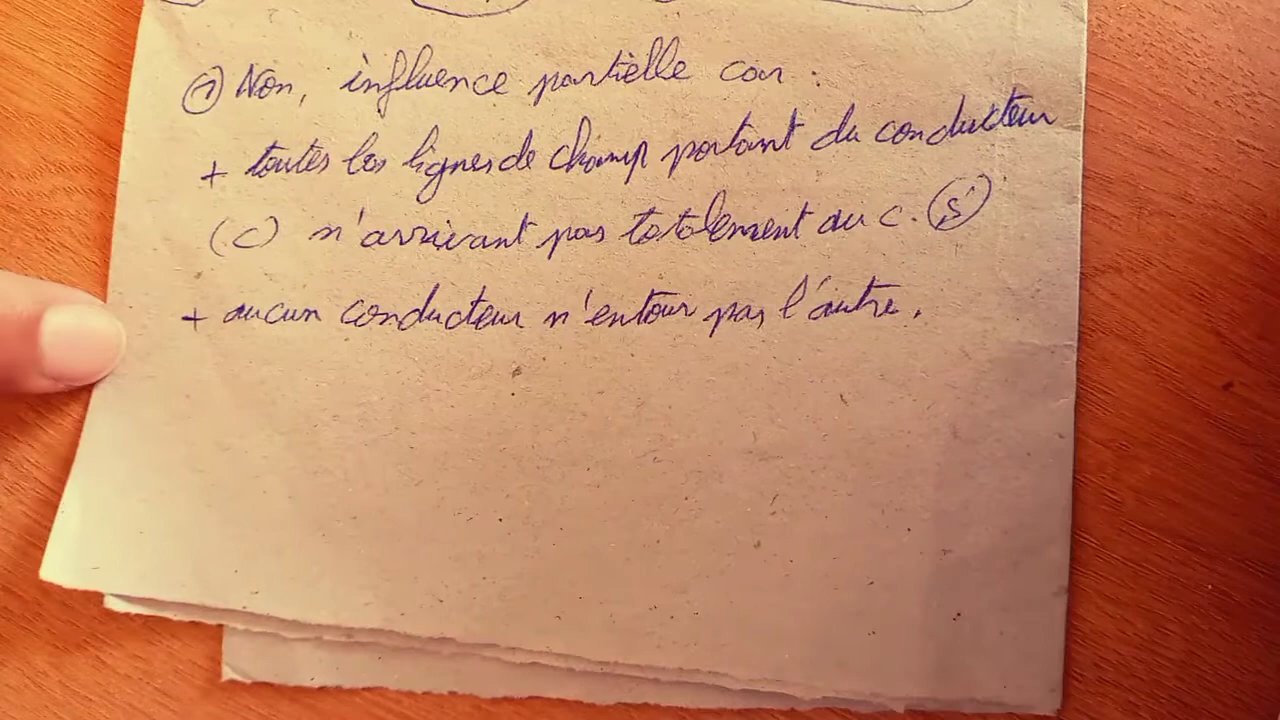 ① Non, influence partielle car :
+ toutes les lignes de champ partant du conducteur
(C) n'arrivant pas totalement au c. (S')
+ aucun conducteur n'entour pas l'autre.